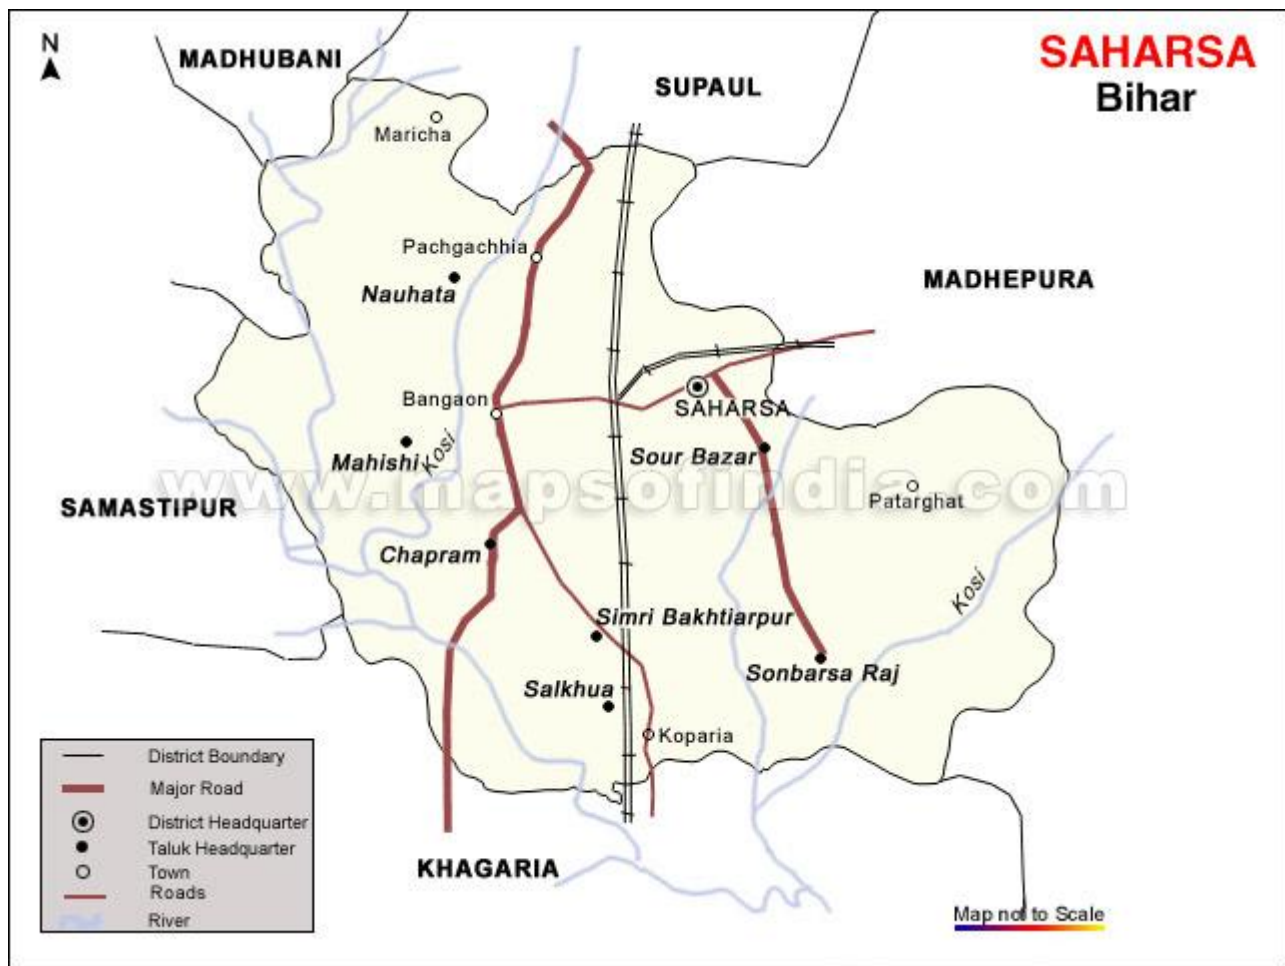 N
SAHARSA
Bihar
MADHUBANI
SUPAUL
Maricha
Pachgachhia
Nauhata
MADHEPURA
Bangaon
SAHARSA
Mahishi
Kosi
Sour Bazar
www.mapsofindia.com
Patarghat
SAMASTIPUR
Chapram
Kosi
Simri Bakhtiarpur
Sonbarsa Raj
Salkhua
Koparia
District Boundary
Major Road
District Headquarter
Taluk Headquarter
Town
Roads
River
KHAGARIA
Map not to Scale